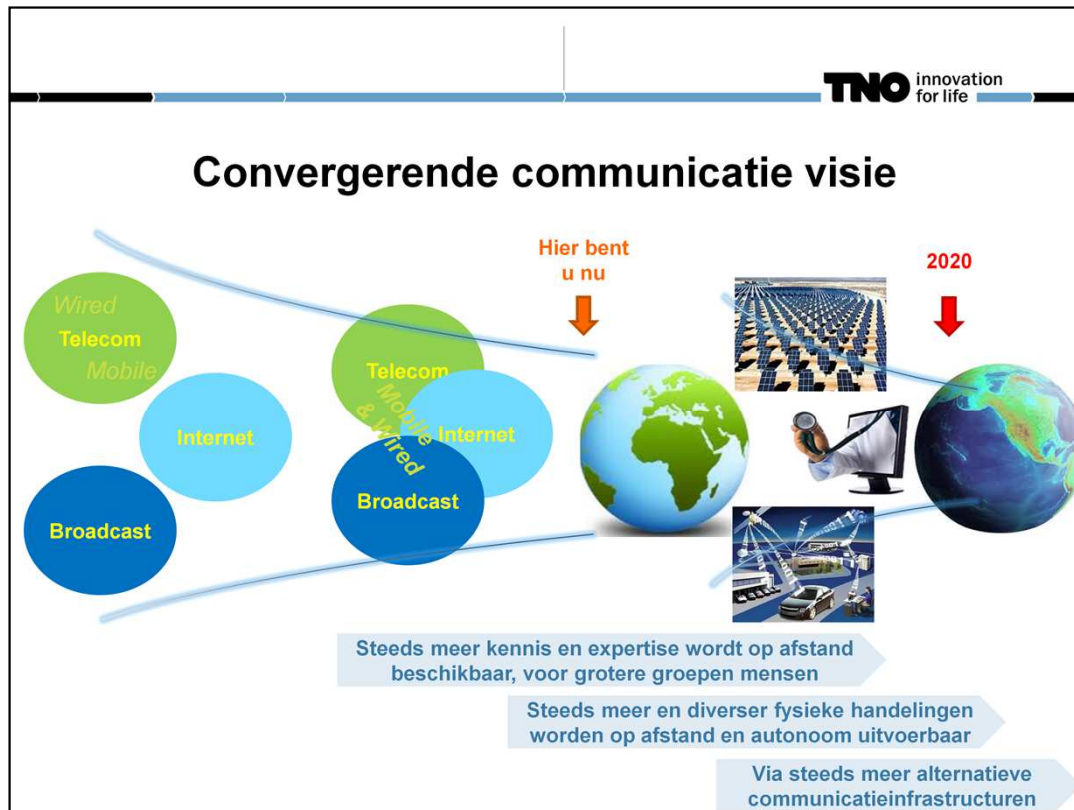 TNO innovation
for life
Convergerende communicatie visie
Hier bent
u nu
2020
Wired
Telecom
Mobile
Internet
Broadcast
Telecom
Mobile
& Wired
Internet
Broadcast
Steeds meer kennis en expertise wordt op afstand
beschikbaar, voor grotere groepen mensen
Steeds meer en diverser fysieke handelingen
worden op afstand en autonoom uitvoerbaar
Via steeds meer alternatieve
communicatieinfrastructuren